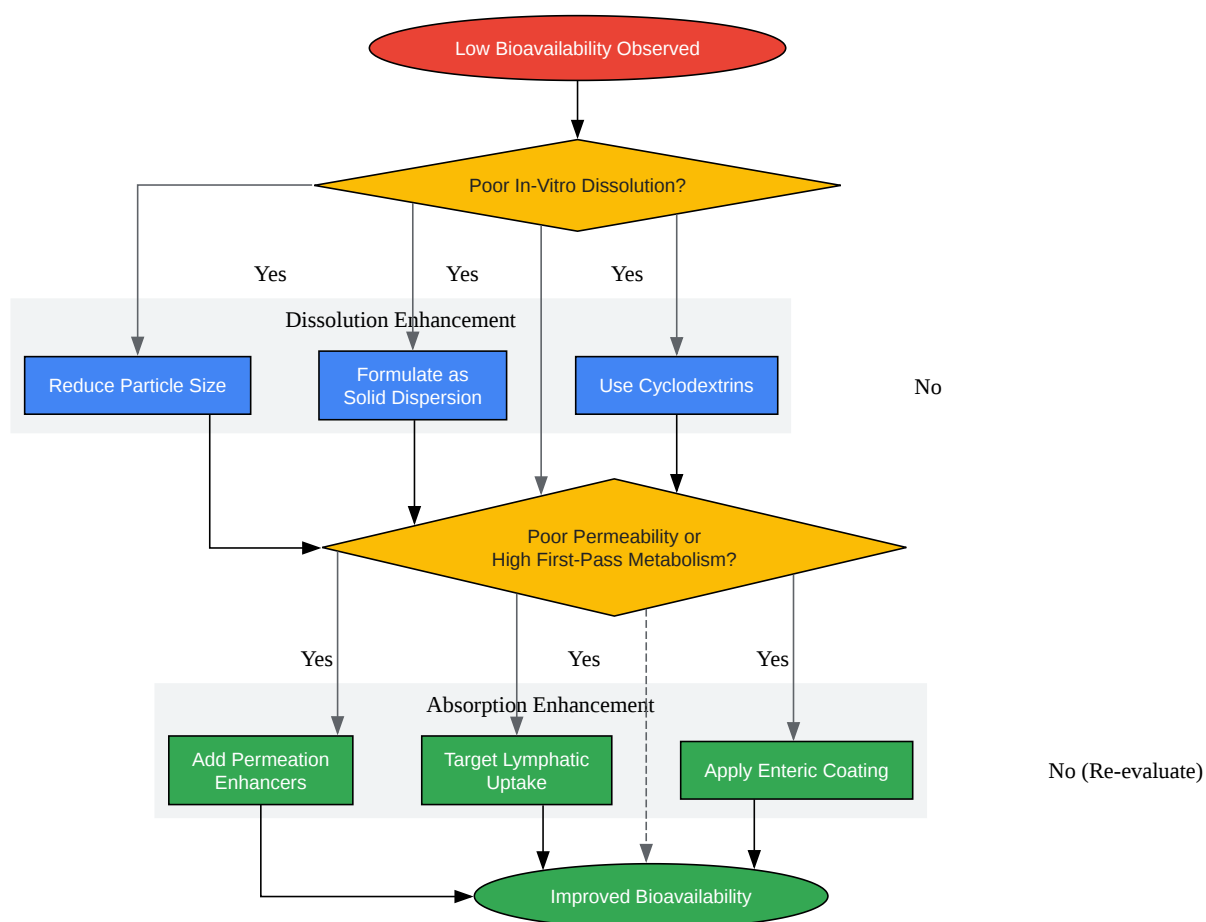 Low Bioavailability Observed
Poor In-Vitro Dissolution?
Yes
Yes
Yes
Dissolution Enhancement
Reduce Particle Size
Formulate as
Solid Dispersion
Use Cyclodextrins
No
Poor Permeability or
High First-Pass Metabolism?
Yes
Yes
Yes
Absorption Enhancement
Add Permeation
Enhancers
Target Lymphatic
Uptake
Apply Enteric Coating
No (Re-evaluate)
Improved Bioavailability